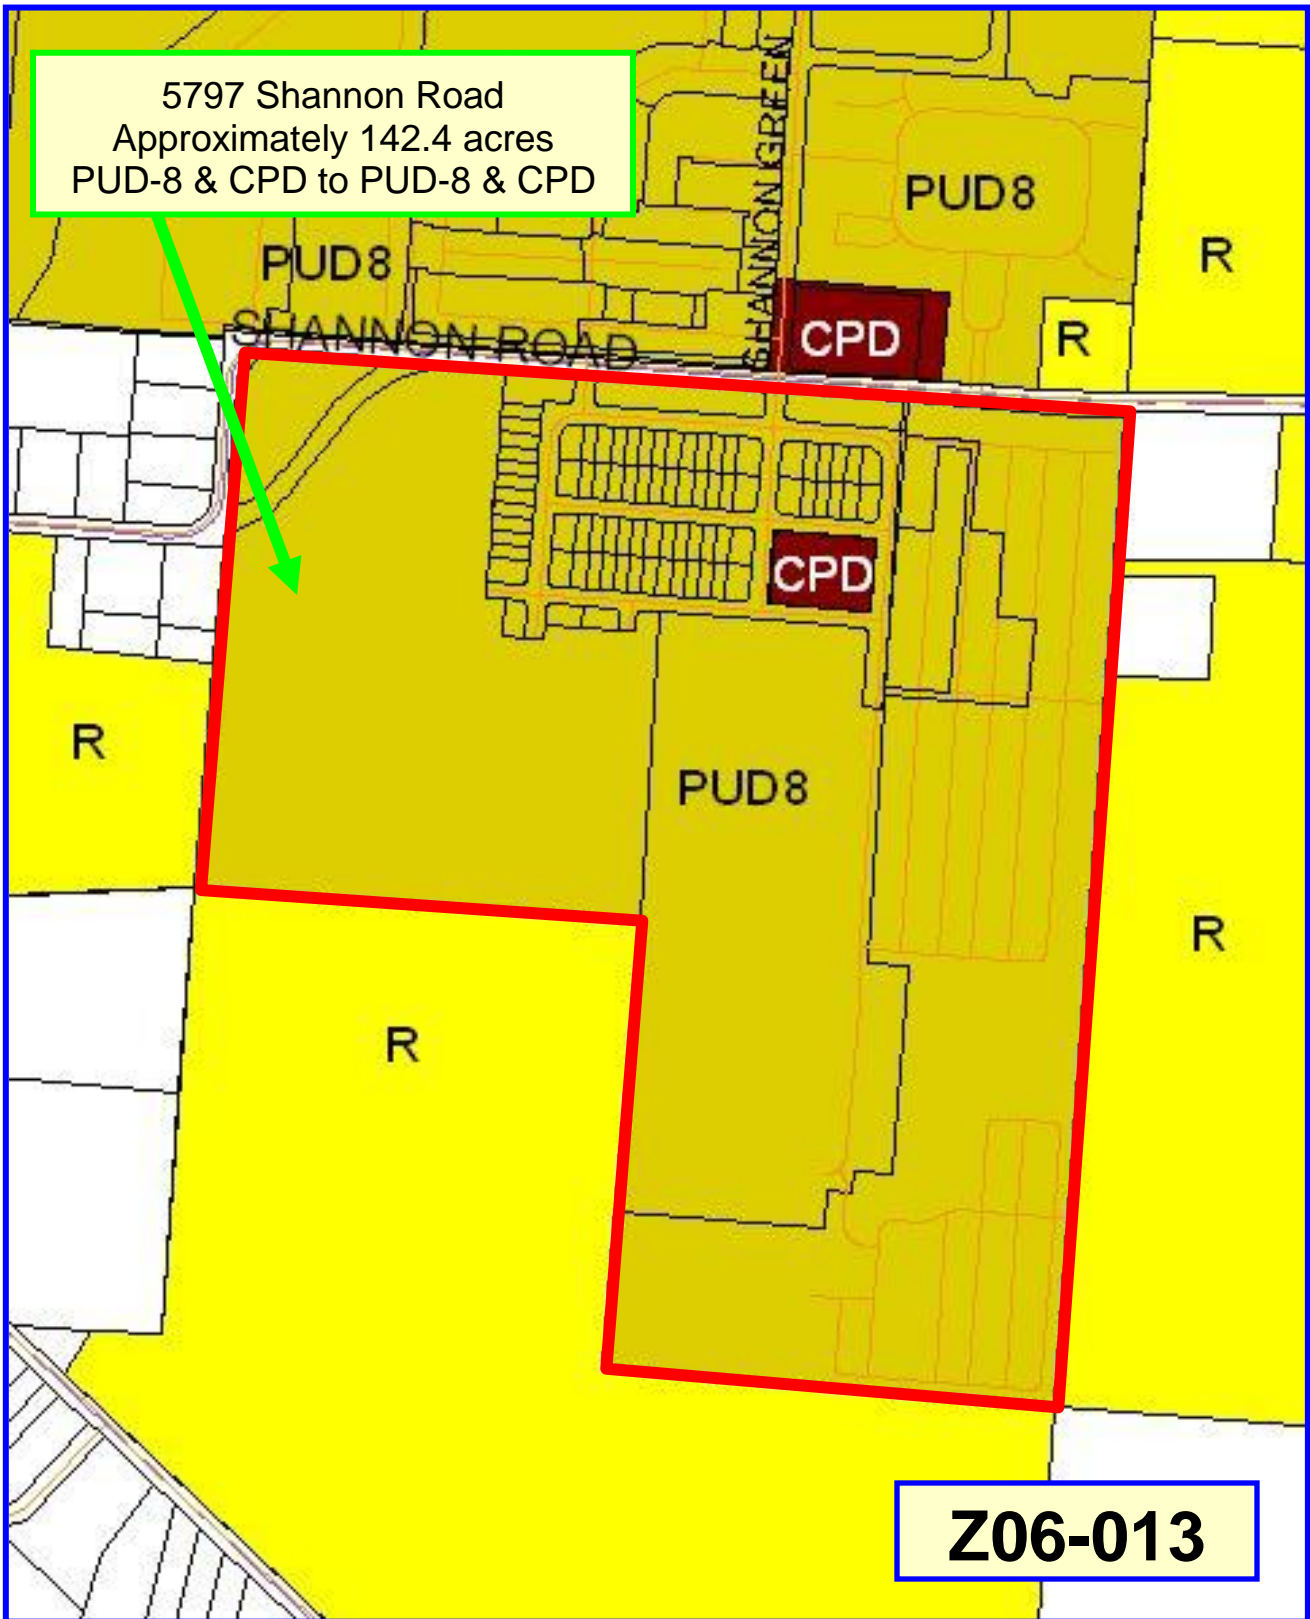 5797 Shannon Road
Approximately 142.4 acres
PUD-8 & CPD to PUD-8 & CPD
SHANNON GREEN
PUD8
PUD8
R
SHANNON ROAD
CPD
R
CPD
R
PUD8
R
R
Z06-013